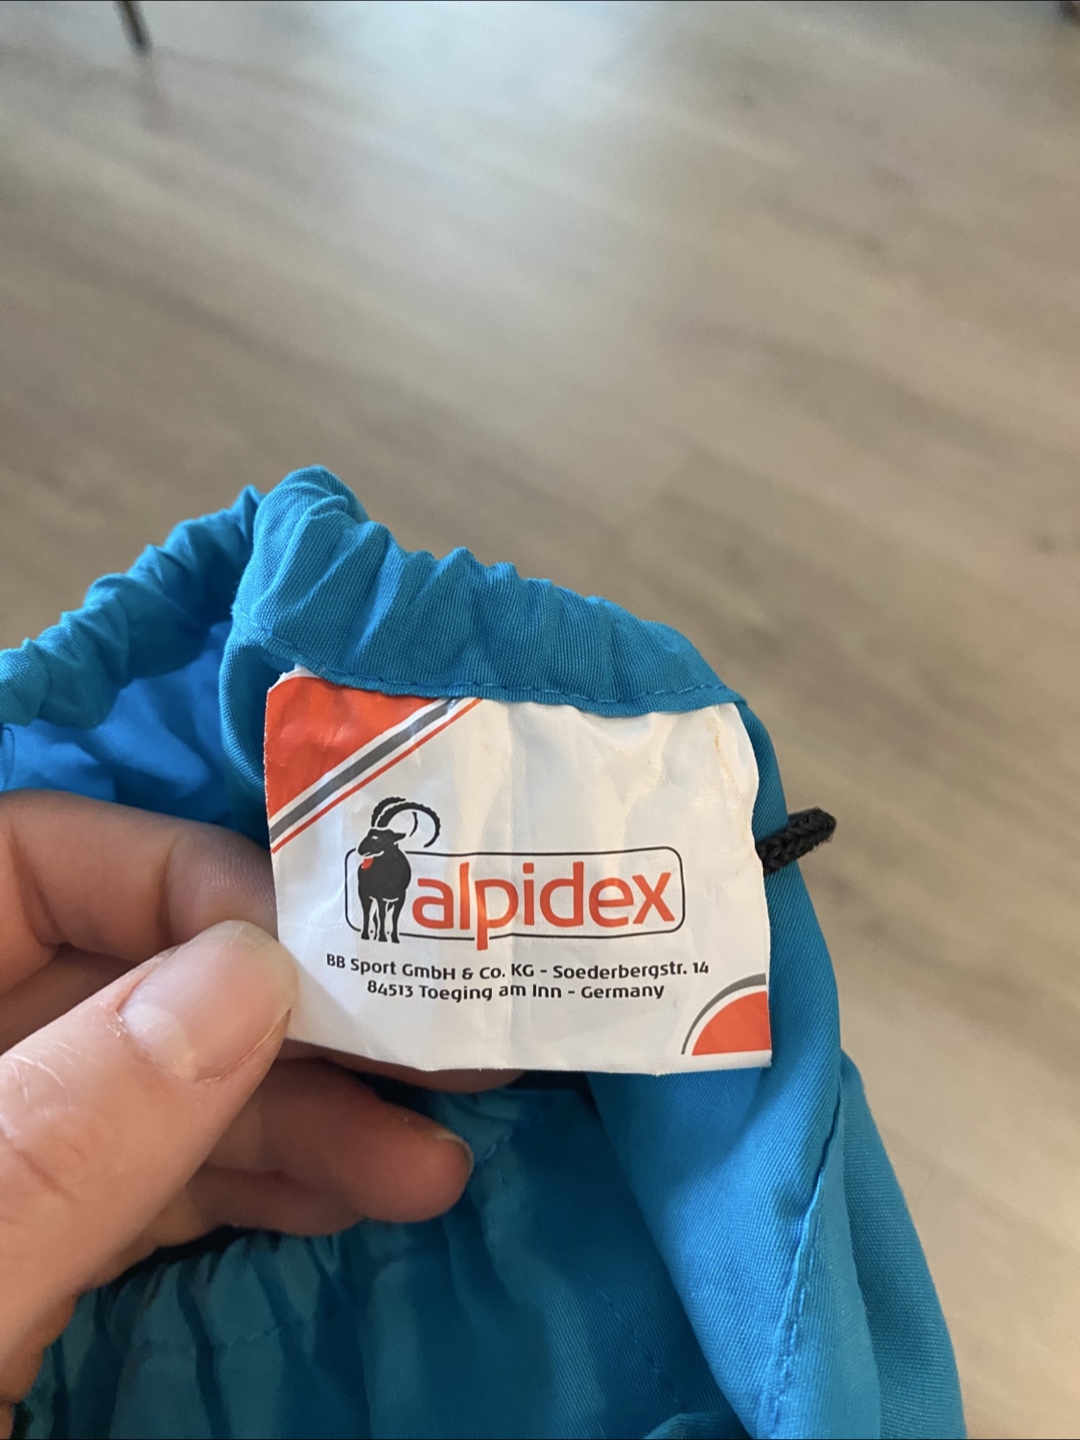 alpidex
BB Sport GmbH & Co. KG - Soederbergstr. 14
84513 Toeging am Inn - Germany